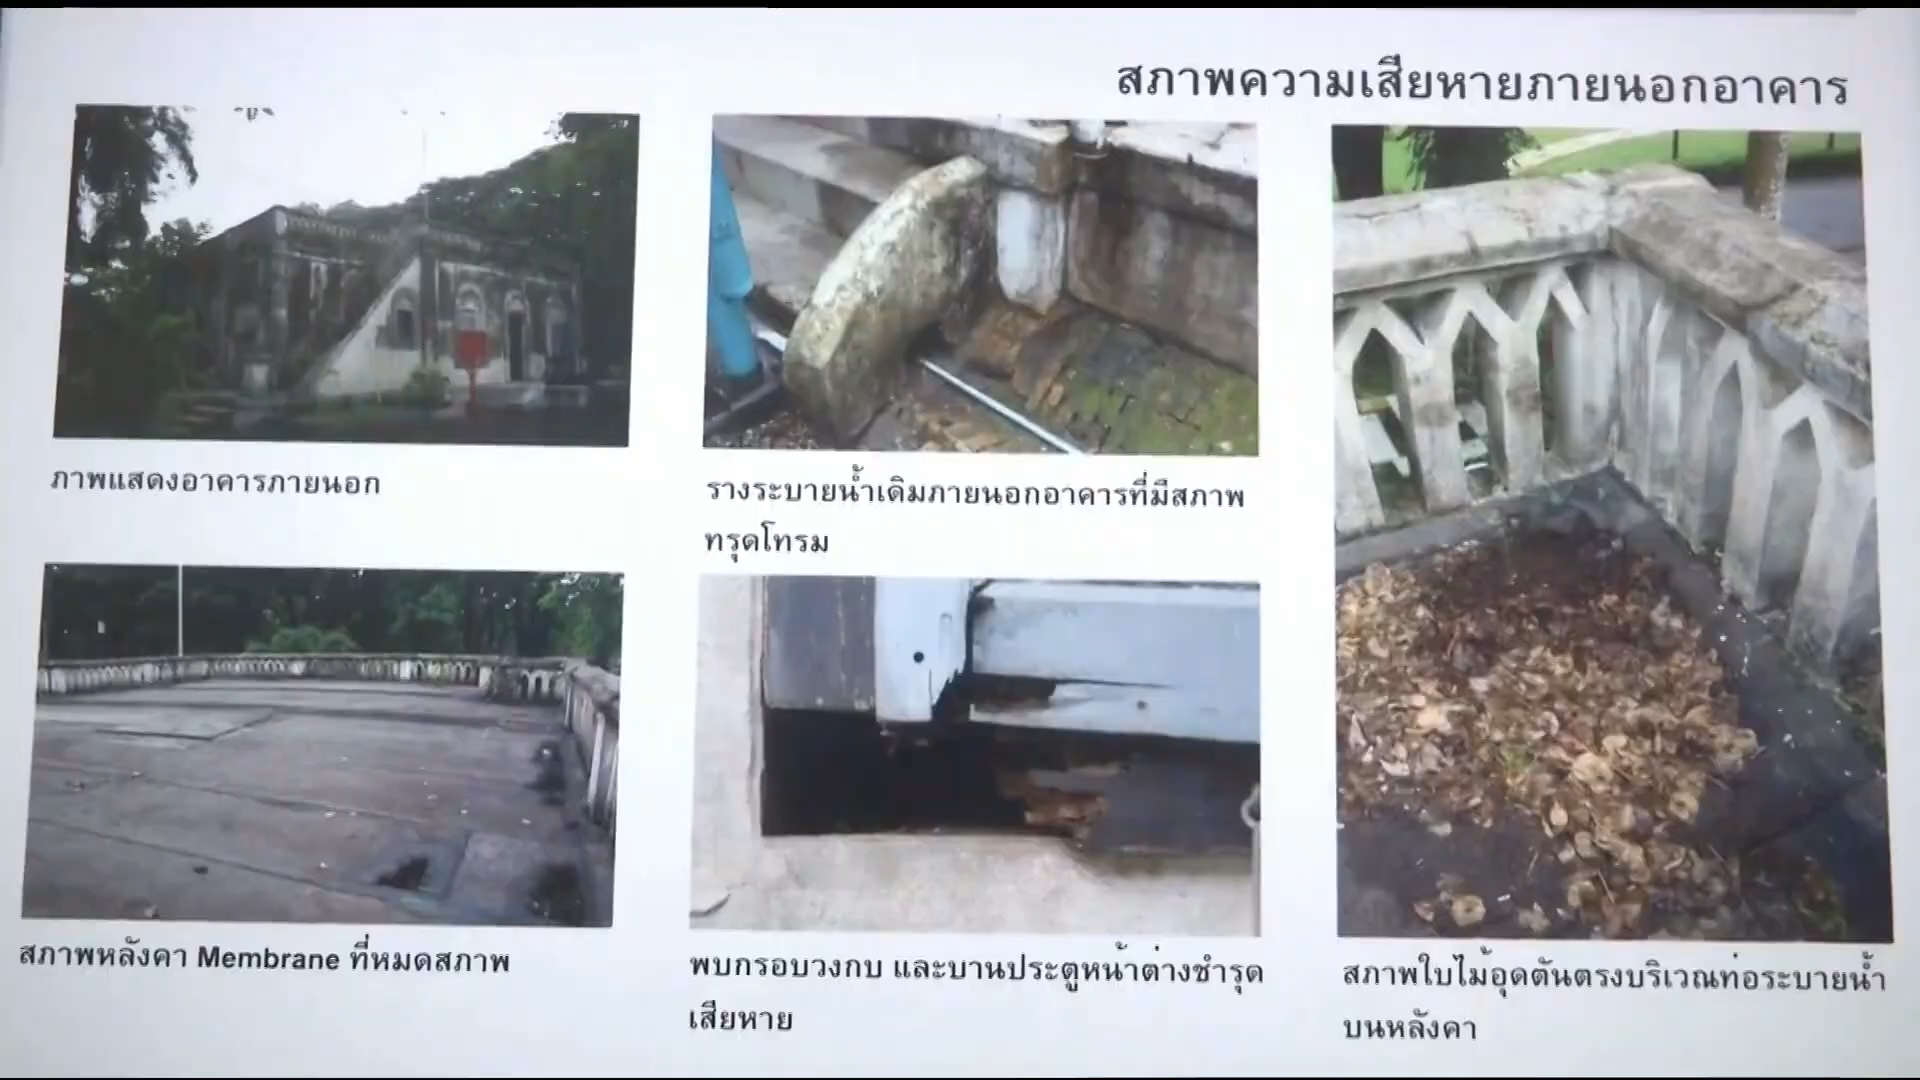 สภาพความเสียหายภายนอกอาคาร
ภาพแสดงอาคารภายนอก
รางระบายน้ำเดิมภายนอกอาคารที่มีสภาพ
ทรุดโทรม
สภาพหลังคา Membrane ที่หมดสภาพ
พบกรอบวงกบ และบานประตูหน้าต่างชำรุด
เสียหาย
สภาพใบไม้อุดตันตรงบริเวณท่อระบายน้ำ
บนหลังคา